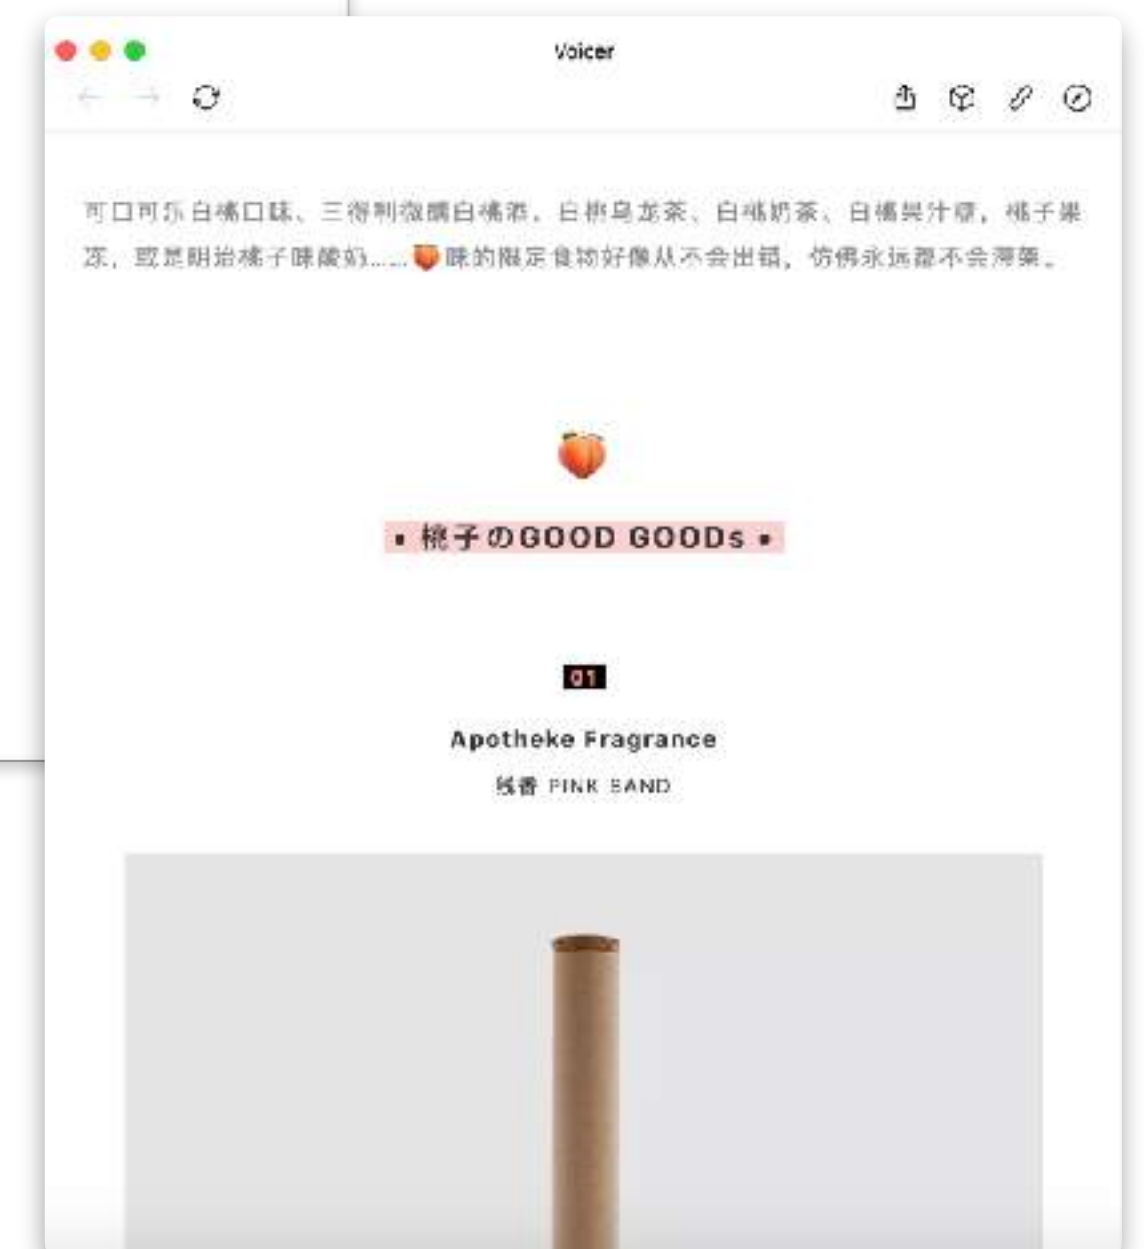 Voicer
可口可乐白桃口味、三得利微醺白桃酒，白桃乌龙茶、白桃奶茶、白桃果汁糖，桃子果
冻，或是明治桃子味酸奶……🍑味的限定食物好像从不会出错，仿佛永远都不会滞销。
🍑
• 桃子のGOOD GOODs •
01
Apotheke Fragrance
线香 PINK SAND